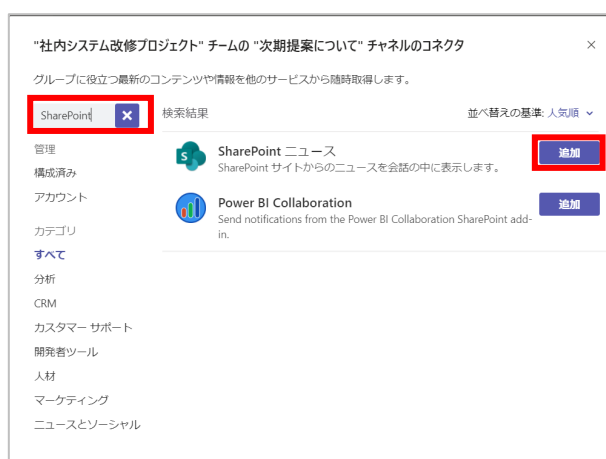 "社内システム改修プロジェクト" チームの "次期提案について" チャネルのコネクタ
グループに役立つ最新のコンテンツや情報を他のサービスから随時取得します。
SharePoint
検索結果
並べ替えの基準: 人気順
管理
構成済み
アカウント
カテゴリ
すべて
分析
CRM
カスタマー サポート
開発者ツール
人材
マーケティング
ニュースとソーシャル
SharePoint ニュース
SharePoint サイトからのニュースを会話の中に表示します。
追加
Power BI Collaboration
Send notifications from the Power BI Collaboration SharePoint add-
in.
追加